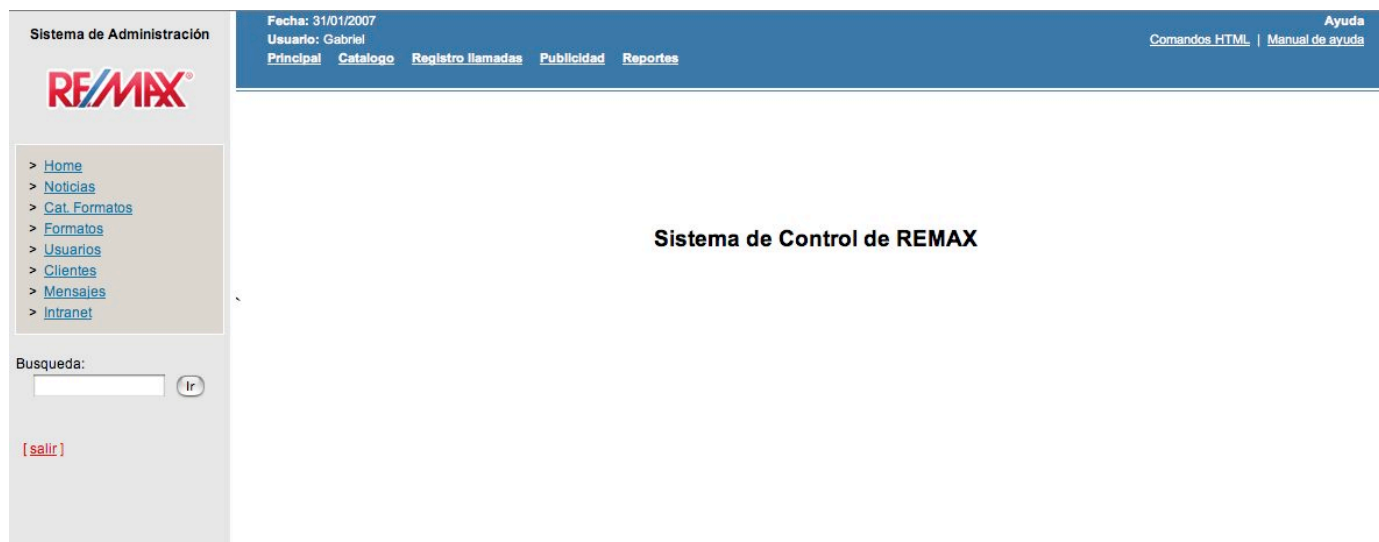 Sistema de Administración
RE/MAX®
> Home
> Noticias
> Cat. Formatos
> Formatos
> Usuarios
> Clientes
> Mensajes
> Intranet
Busqueda:
Ir
[ salir ]
Fecha: 31/01/2007
Usuario: Gabriel
Principal Catalogo Registro llamadas Publicidad Reportes
Ayuda
Comandos HTML | Manual de ayuda
Sistema de Control de REMAX